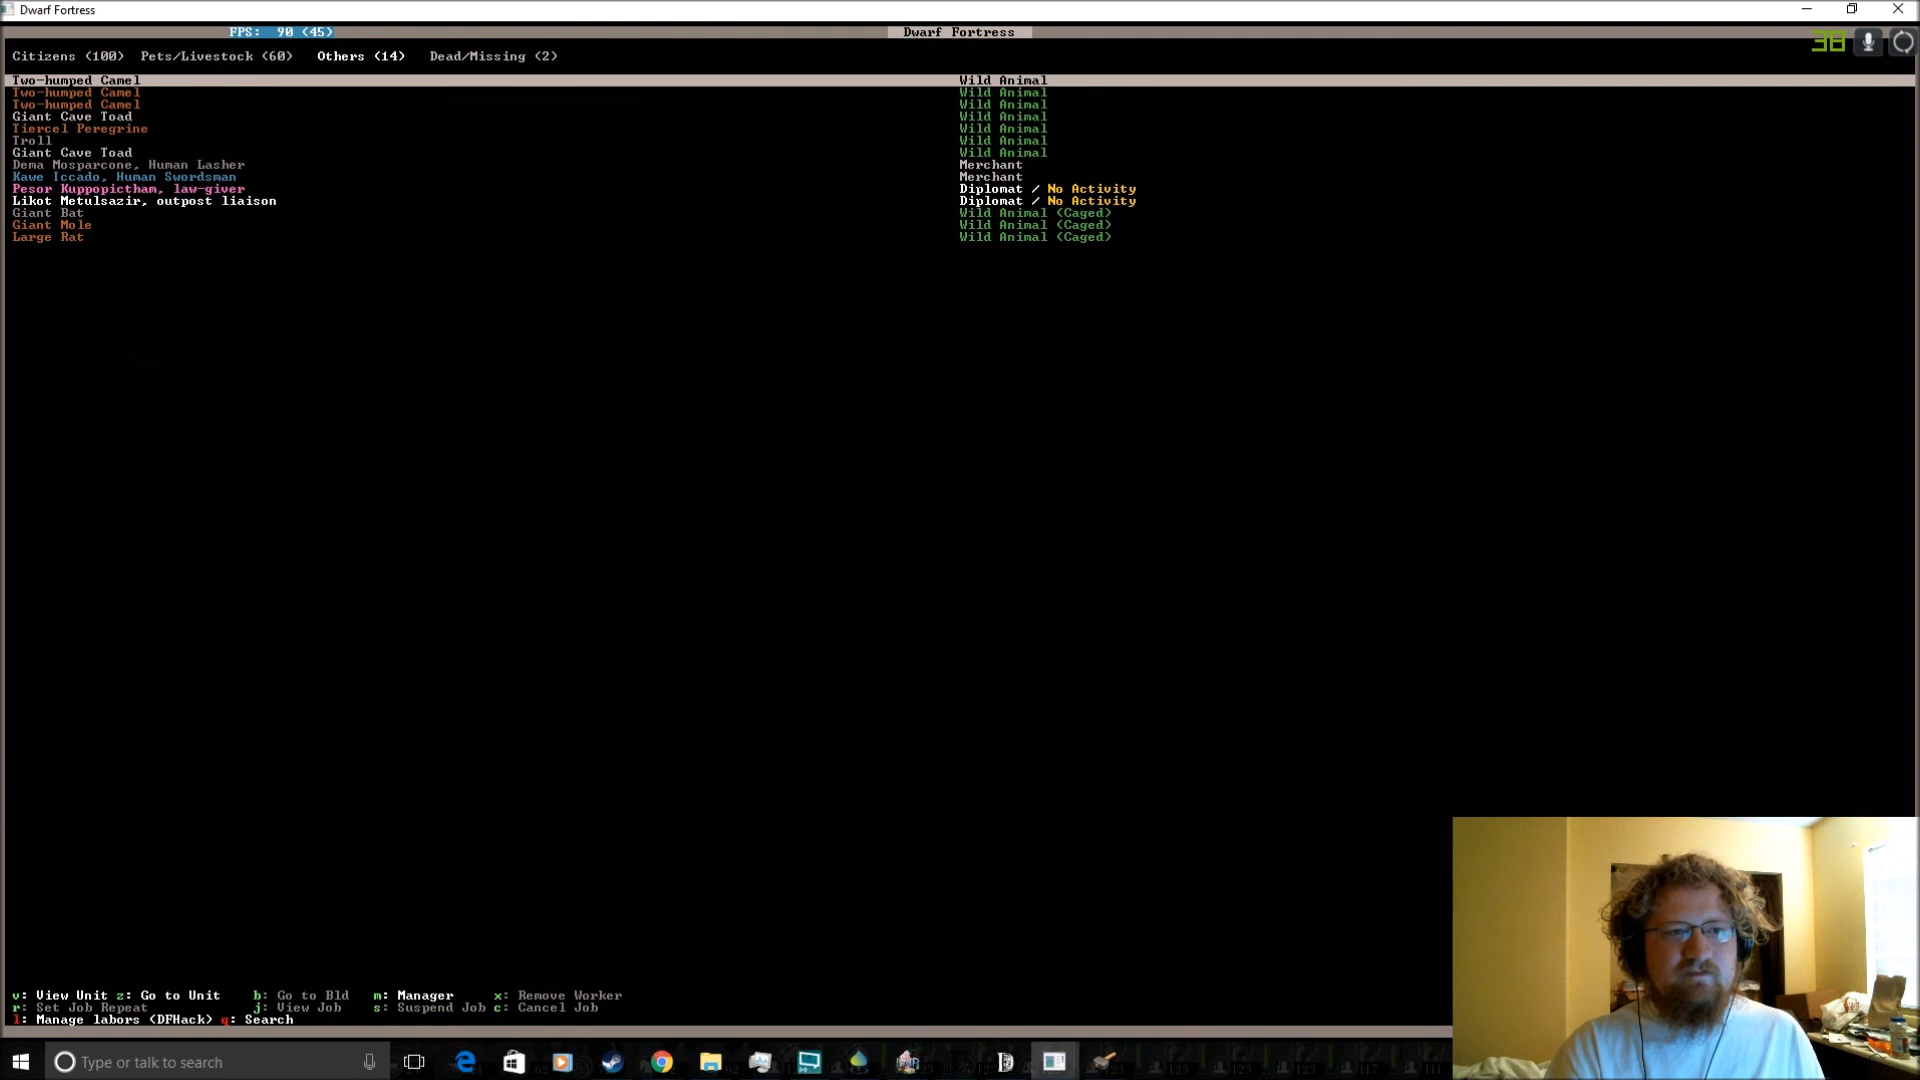 Dwarf Fortress
FPS: 90 (45) Dwarf Fortress
38
Citizens (100) Pets/Livestock (60) Others (14) Dead/Missing (2)
Two-humped Camel Wild Animal
Two-humped Camel Wild Animal
Two-humped Camel Wild Animal
Giant Cave Toad Wild Animal
Tiercel Peregrine Wild Animal
Troll Wild Animal
Giant Cave Toad Wild Animal
Dema Mosparcone, Human Lasher Merchant
Kawe Iccado, Human Swordsman Merchant
Pesor Kuppopictham, law-giver Diplomat / No Activity
Likot Metulsazir, outpost liaison Diplomat / No Activity
Giant Bat Wild Animal (Caged)
Giant Mole Wild Animal (Caged)
Large Rat Wild Animal (Caged)
v: View Unit z: Go to Unit b: Go to Bld m: Manager x: Remove Worker
r: Set Job Repeat j: View Job s: Suspend Job c: Cancel Job
l: Manage labors (DFHack) q: Search
Type or talk to search